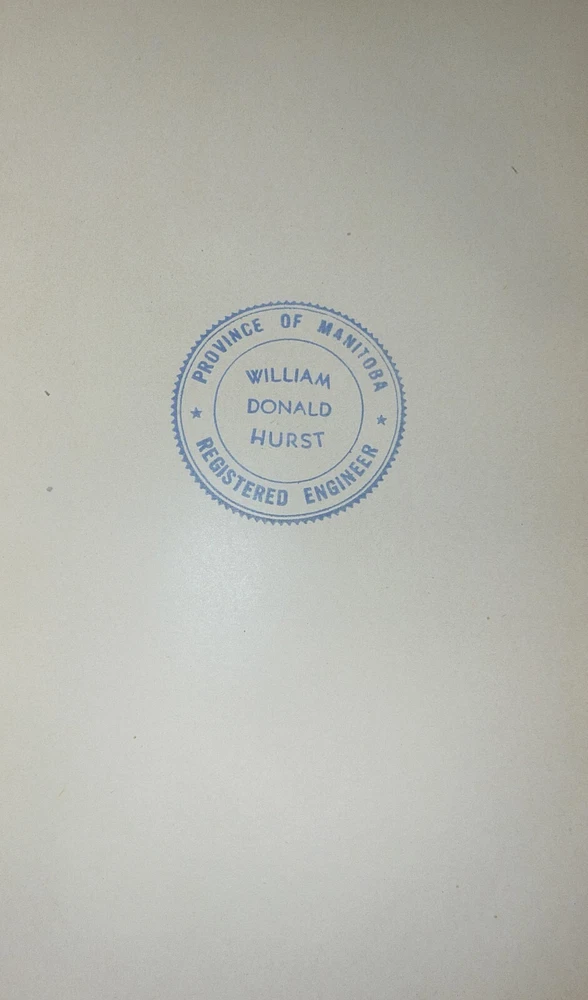 PROVINCE OF MANITOBA
WILLIAM
DONALD
HURST
REGISTERED ENGINEER